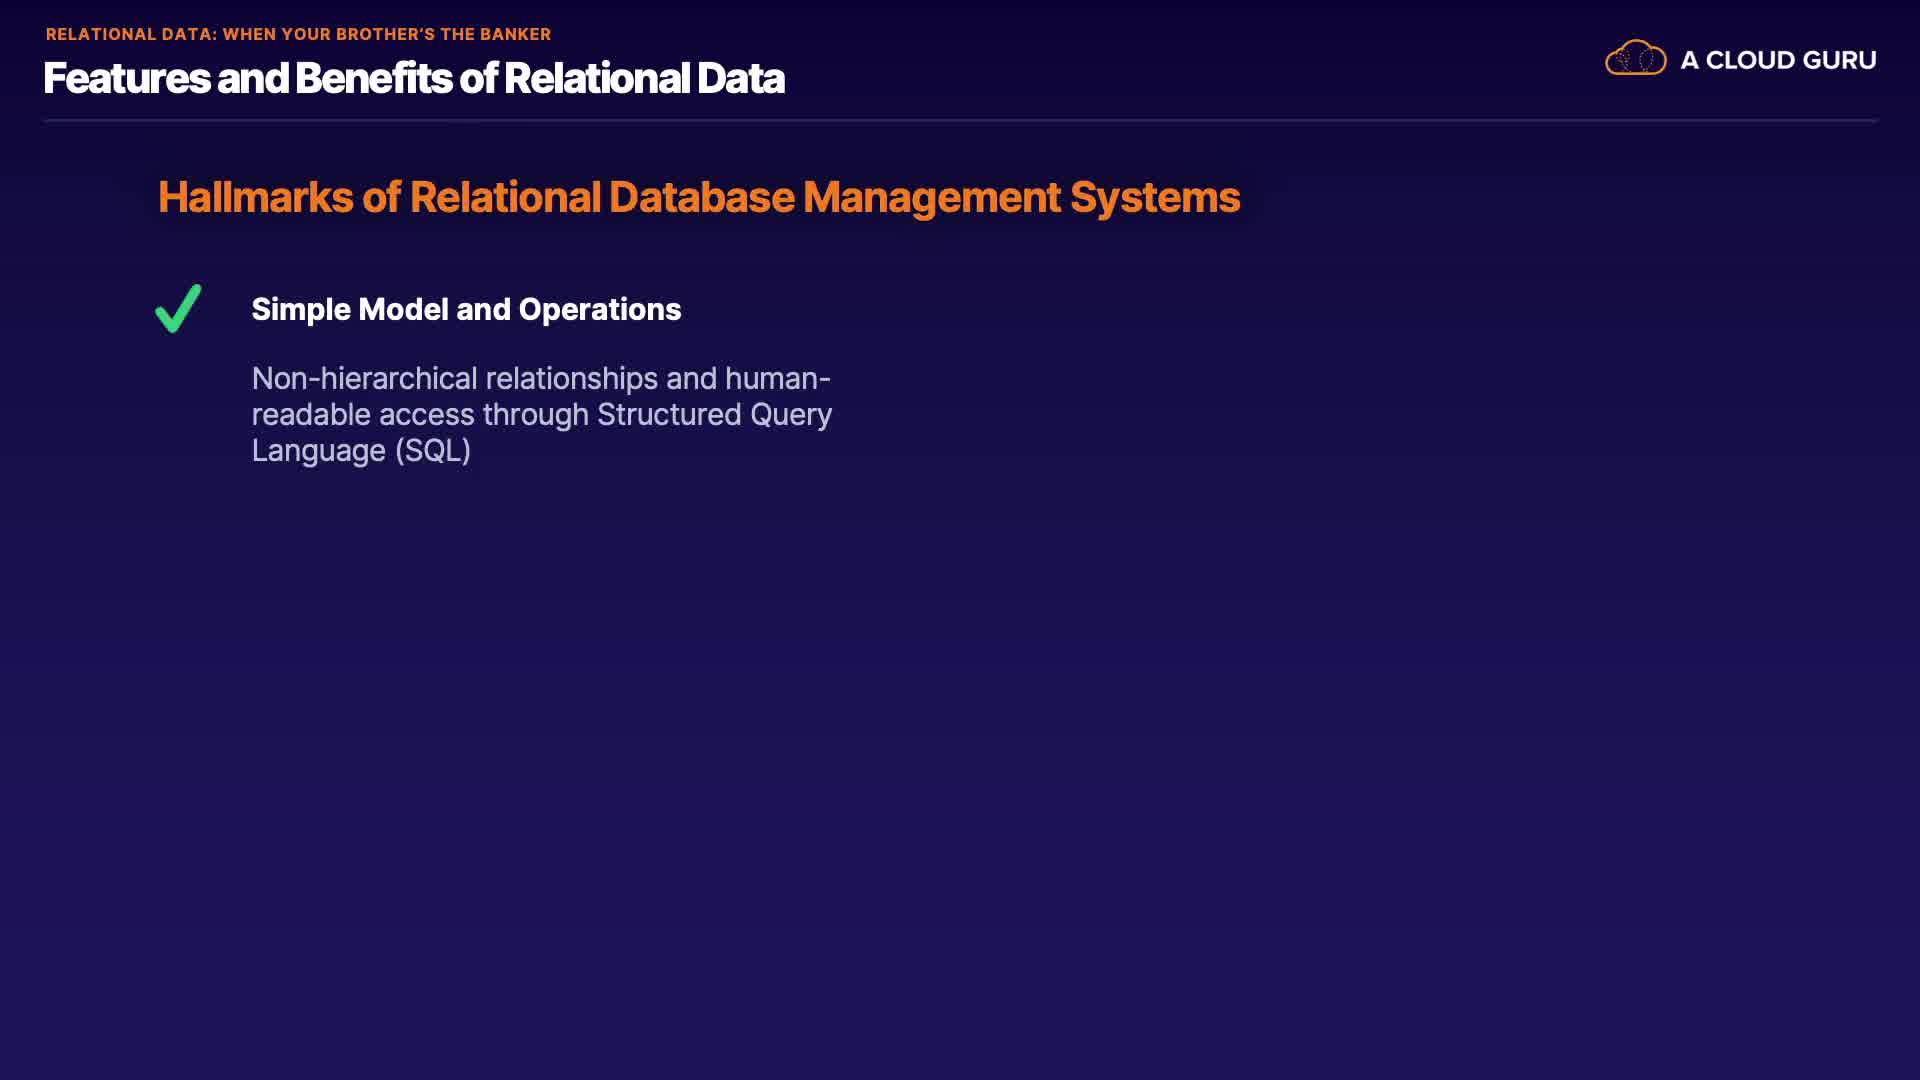 RELATIONAL DATA: WHEN YOUR BROTHER’S THE BANKER
Features and Benefits of Relational Data
A CLOUD GURU
Hallmarks of Relational Database Management Systems
Simple Model and Operations
Non-hierarchical relationships and human-
readable access through Structured Query
Language (SQL)